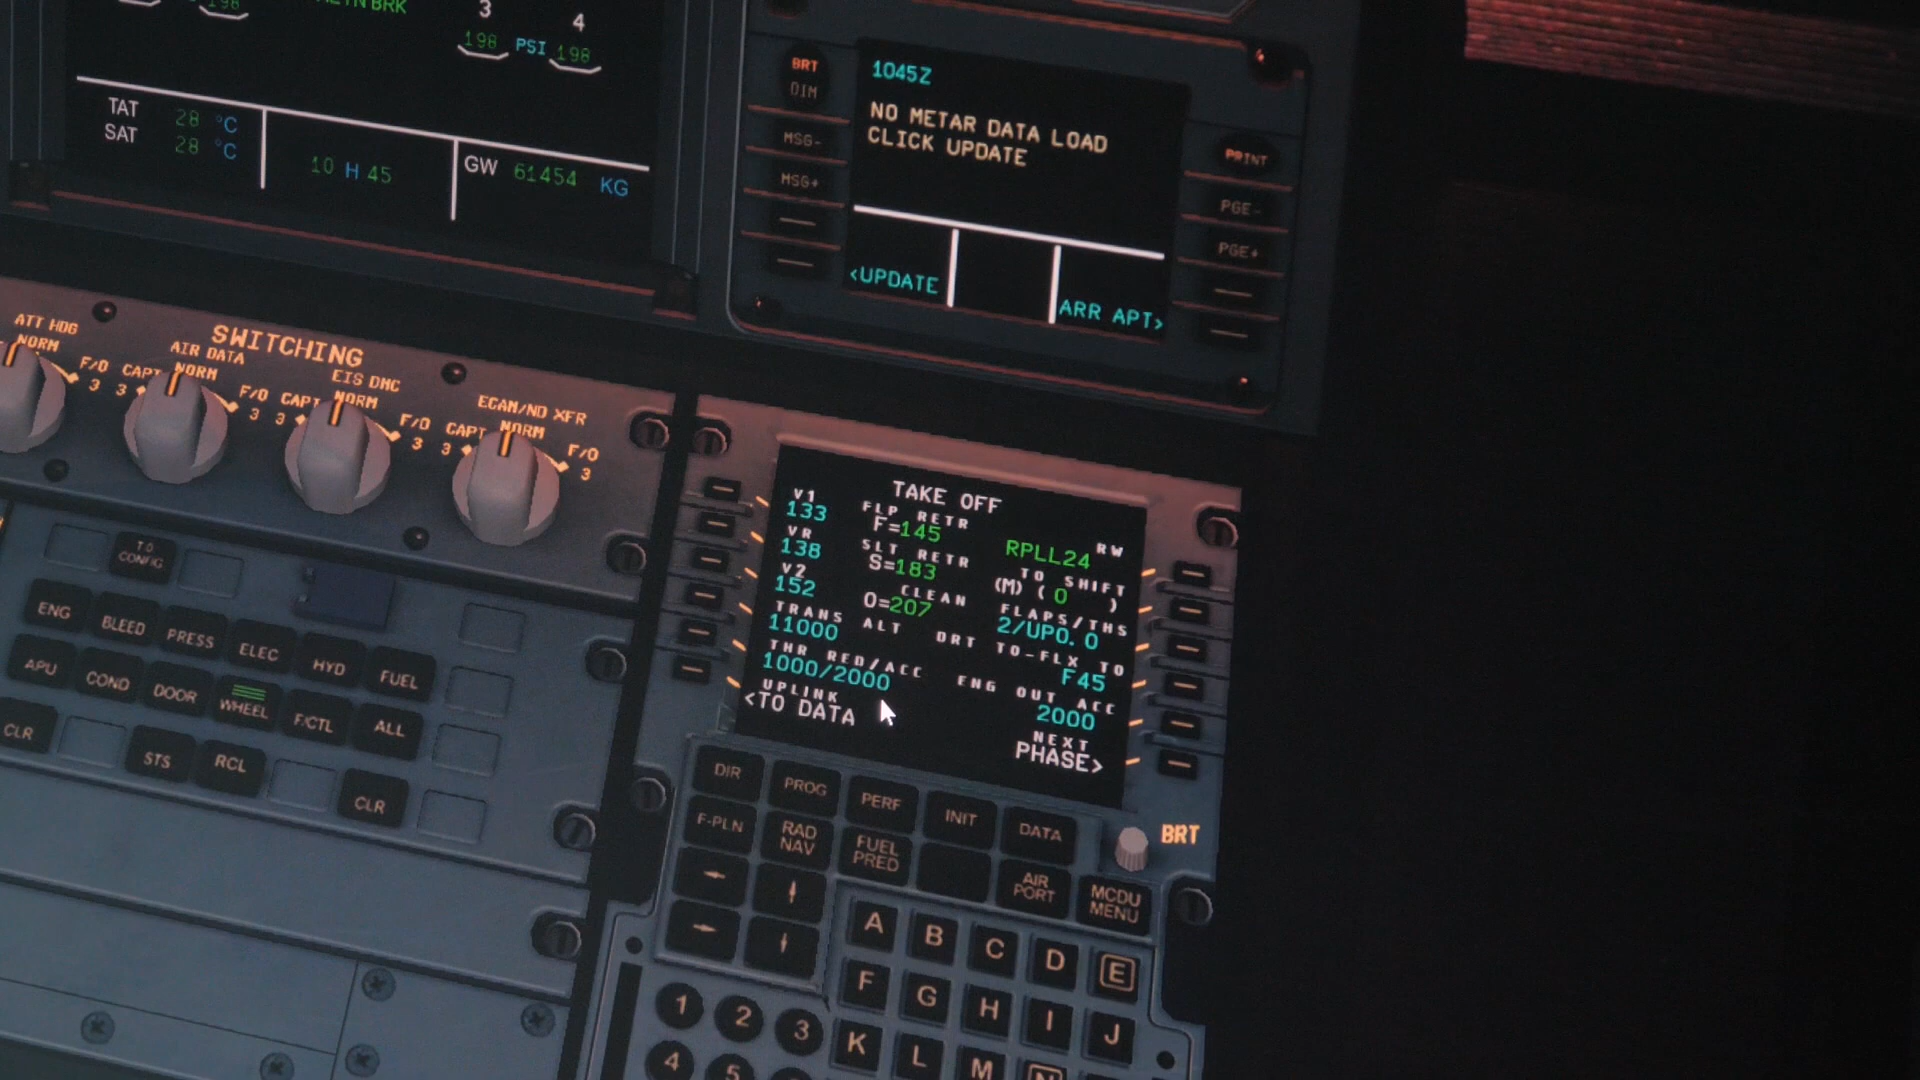 198
3
4
198 PSI 198
TAT 28 °C
SAT 28 °C
10 H 45
GW 61454 KG
BRT
DIM
MSG-
MSG+
1045Z
NO METAR DATA LOAD
CLICK UPDATE
<UPDATE
ARR APT>
PRINT
PGE-
PGE+
SWITCHING
ATT HDG
NORM
F/O
3
AIR DATA
CAPT NORM F/O
3 3
EIS DMC
CAPT NORM F/O
3 3
ECAM/ND XFR
CAPT NORM F/O
3 3
T.O
CONFIG
ENG BLEED PRESS ELEC HYD FUEL
APU COND DOOR WHEEL F/CTL ALL
CLR STS RCL CLR
TAKE OFF
V1 FLP RETR RW
133 F=145 RPLL24
VR SLT RETR TO SHIFT
138 S=183 (M) ( 0 )
V2 CLEAN FLAPS/THS
152 O=207 2/UP0.0
TRANS ALT DRT TO-FLX TO
11000 F45
THR RED/ACC ENG OUT ACC
1000/2000 2000
UPLINK NEXT
<TO DATA PHASE>
DIR PROG PERF INIT DATA
BRT
F-PLN RAD NAV FUEL PRED AIR PORT MCDU MENU
A B C D E
F G H I J
1 2 3 K L M N
4 5